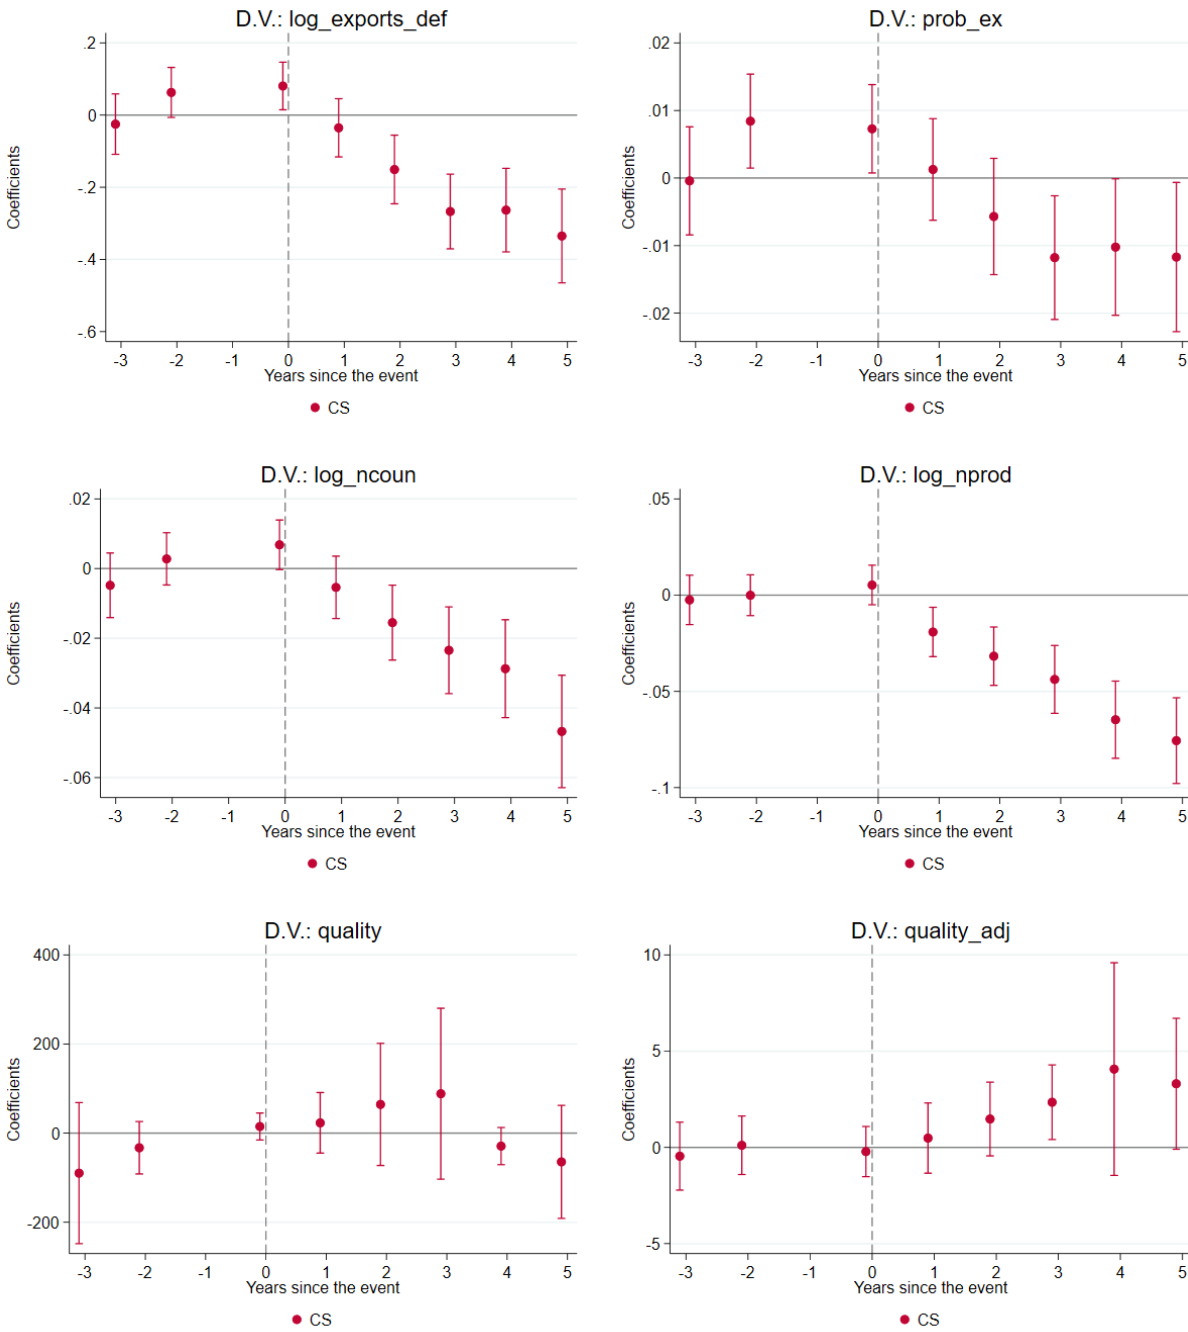 D.V.: log_exports_def
.2
0
-.2
-.4
-.6
Coefficients
-3 -2 -1 0 1 2 3 4 5
Years since the event
CS
D.V.: prob_ex
.02
.01
0
-.01
-.02
Coefficients
-3 -2 -1 0 1 2 3 4 5
Years since the event
CS
D.V.: log_ncoun
.02
0
-.02
-.04
-.06
Coefficients
-3 -2 -1 0 1 2 3 4 5
Years since the event
CS
D.V.: log_nprod
.05
0
-.05
-.1
Coefficients
-3 -2 -1 0 1 2 3 4 5
Years since the event
CS
D.V.: quality
400
200
0
-200
Coefficients
-3 -2 -1 0 1 2 3 4 5
Years since the event
CS
D.V.: quality_adj
10
5
0
-5
Coefficients
-3 -2 -1 0 1 2 3 4 5
Years since the event
CS